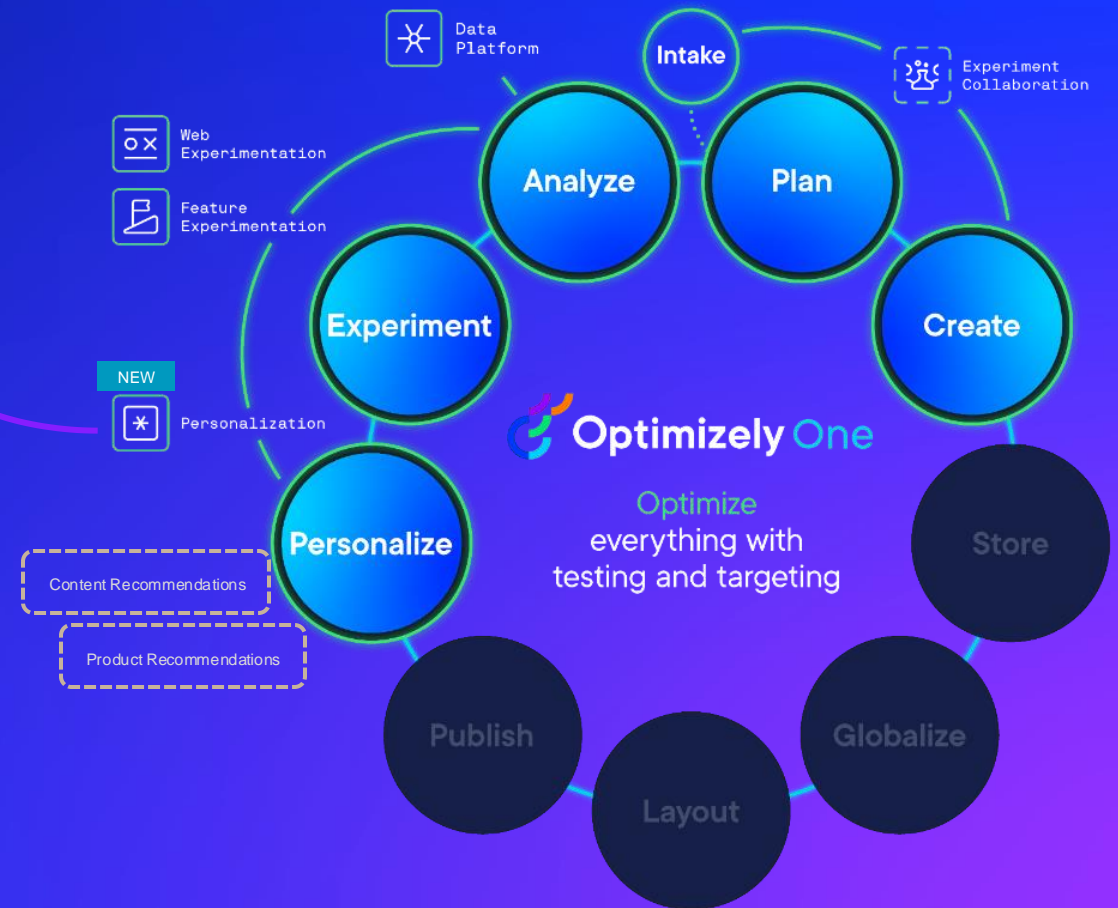 Data
Platform
Intake
Experiment
Collaboration
Web
Experimentation
Feature
Experimentation
Analyze
Plan
Experiment
Create
NEW
Personalization
Optimizely One
Optimize
everything with
testing and targeting
Personalize
Store
Content Recommendations
Product Recommendations
Publish
Globalize
Layout